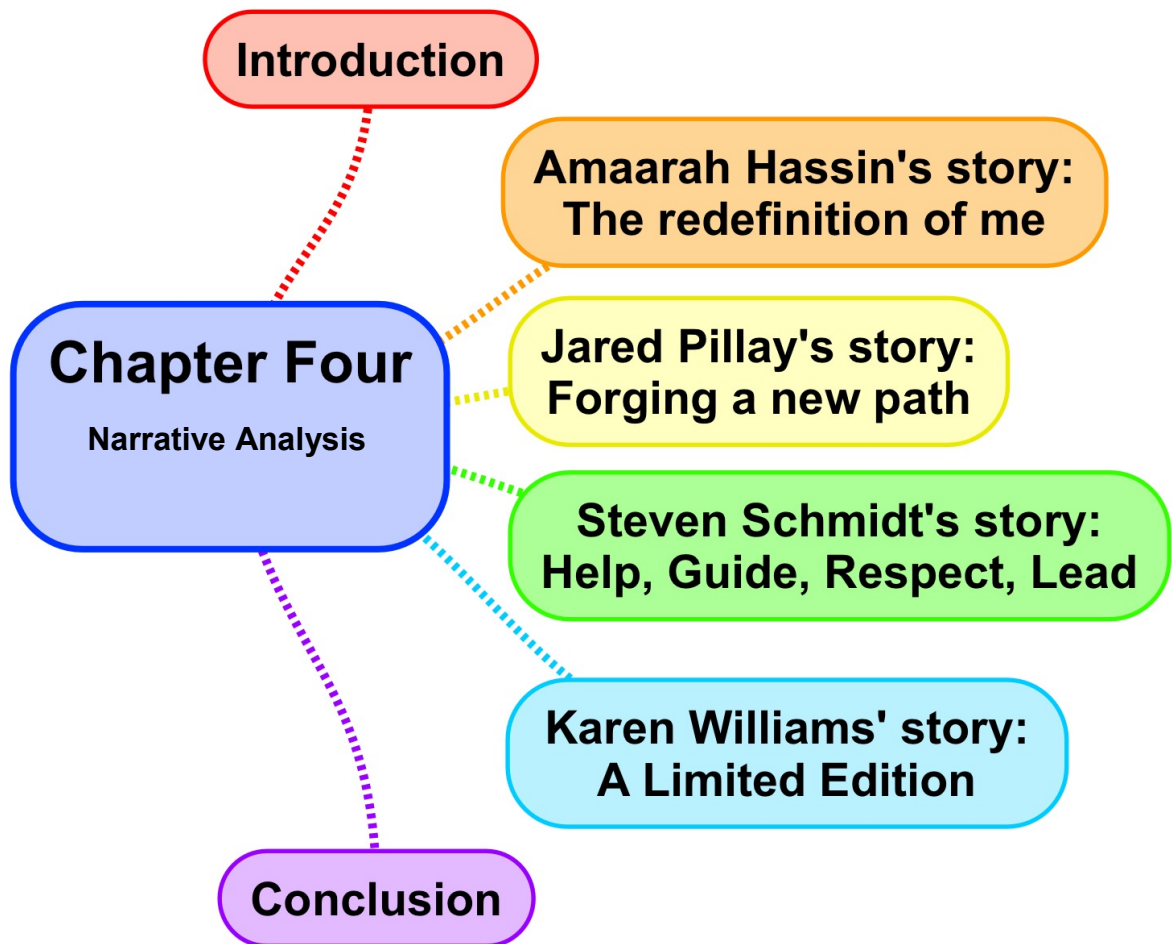 Introduction
Amaarah Hassin's story:
The redefinition of me
Chapter Four
Narrative Analysis
Jared Pillay's story:
Forging a new path
Steven Schmidt's story:
Help, Guide, Respect, Lead
Karen Williams' story:
A Limited Edition
Conclusion